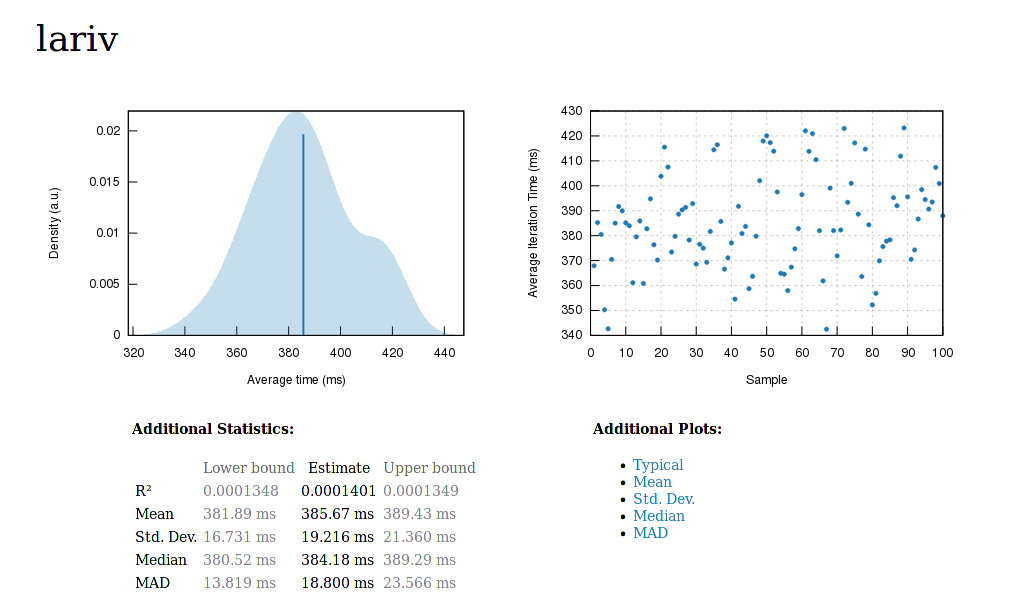 lariv
Density (a.u.)
0.02
0.015
0.01
0.005
0
320 340 360 380 400 420 440
Average time (ms)
Average Iteration Time (ms)
430
420
410
400
390
380
370
360
350
340
0 10 20 30 40 50 60 70 80 90 100
Sample
Additional Statistics:
Lower bound Estimate Upper bound
R² 0.0001348 0.0001401 0.0001349
Mean 381.89 ms 385.67 ms 389.43 ms
Std. Dev. 16.731 ms 19.216 ms 21.360 ms
Median 380.52 ms 384.18 ms 389.29 ms
MAD 13.819 ms 18.800 ms 23.566 ms
Additional Plots:
• Typical
• Mean
• Std. Dev.
• Median
• MAD